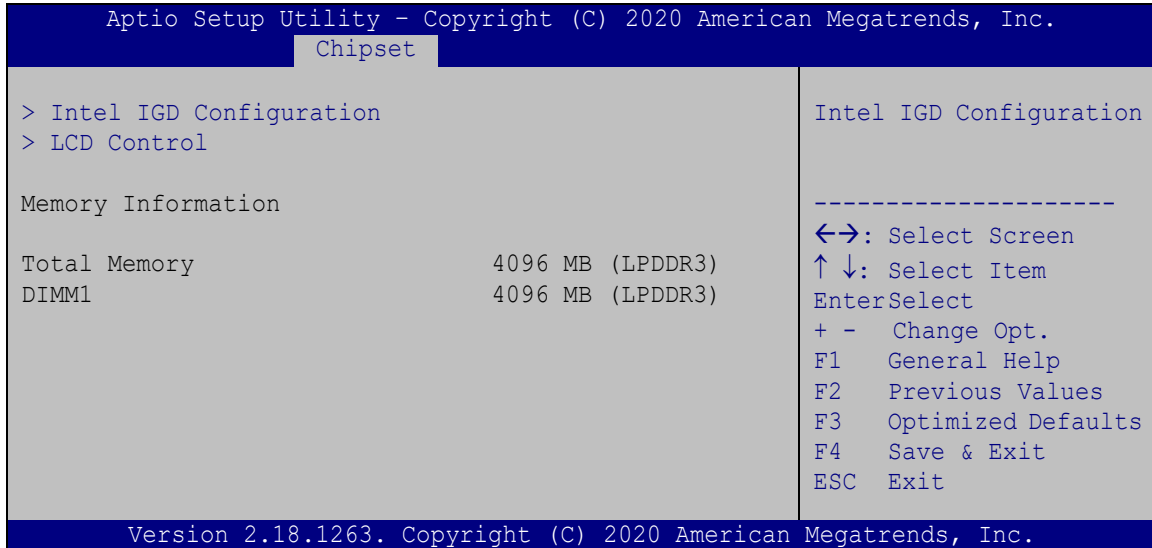 Aptio Setup Utility – Copyright (C) 2020 American Megatrends, Inc.
Chipset
> Intel IGD Configuration
> LCD Control
Memory Information
Total Memory 4096 MB (LPDDR3)
DIMM1 4096 MB (LPDDR3)
Intel IGD Configuration
---------------------
←→: Select Screen
↑ ↓: Select Item
EnterSelect
+ - Change Opt.
F1 General Help
F2 Previous Values
F3 Optimized Defaults
F4 Save & Exit
ESC Exit
Version 2.18.1263. Copyright (C) 2020 American Megatrends, Inc.